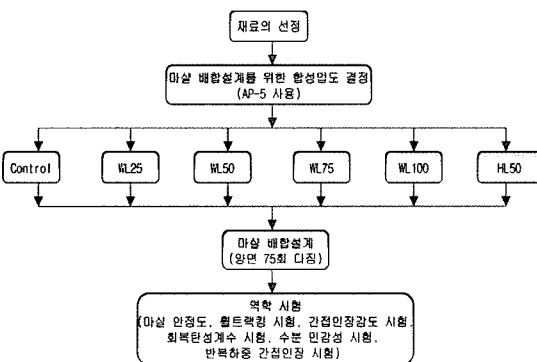 재료의 선정
마샬 배합설계를 위한 합성입도 결정
(AP-5 사용)
Control
WL25
WL50
WL75
WL100
HL50
마샬 배합설계
(양면 75회 다짐)
역학 시험
(마샬 안정도, 휠트랙킹 시험, 간접인장강도 시험,
회복탄성계수 시험, 수분 민감성 시험,
반복하중 간접인장 시험)